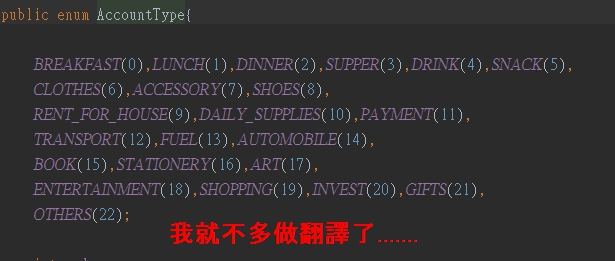 public enum AccountType{
BREAKFAST(0),LUNCH(1),DINNER(2),SUPPER(3),DRINK(4),SNACK(5),
CLOTHES(6),ACCESSORY(7),SHOES(8),
RENT_FOR_HOUSE(9),DAILY_SUPPLIES(10),PAYMENT(11),
TRANSPORT(12),FUEL(13),AUTOMOBILE(14),
BOOK(15),STATIONERY(16),ART(17),
ENTERTAINMENT(18),SHOPPING(19),INVEST(20),GIFTS(21),
OTHERS(22);
我就不多做翻譯了.......